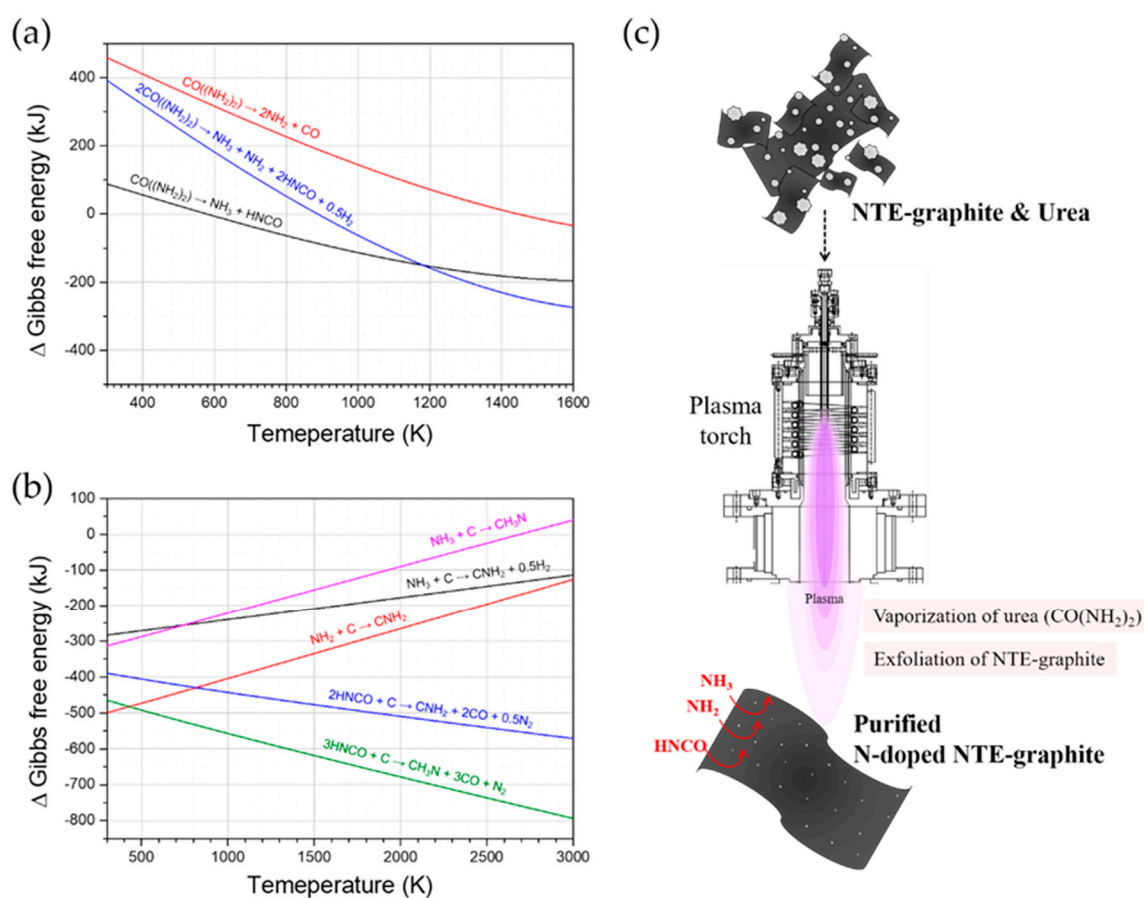 (a)
Δ Gibbs free energy (kJ)
400
200
0
-200
-400
CO((NH₂)₂) → 2NH₂ + CO
2CO((NH₂)₂) → NH₃ + NH₂ + 2HNCO + 0.5H₂
CO((NH₂)₂) → NH₃ + HNCO
400
600
800
1000
1200
1400
1600
Temeperature (K)
(b)
Δ Gibbs free energy (kJ)
100
0
-100
-200
-300
-400
-500
-600
-700
-800
NH₃ + C → CH₃N
NH₃ + C → CNH₂ + 0.5H₂
NH₂ + C → CNH₂
2HNCO + C → CNH₂ + 2CO + 0.5N₂
3HNCO + C → CH₃N + 3CO + N₂
500
1000
1500
2000
2500
3000
Temeperature (K)
(c)
NTE-graphite & Urea
Plasma
torch
Plasma
Vaporization of urea (CO(NH₂)₂)
Exfoliation of NTE-graphite
NH₃
NH₂
HNCO
Purified
N-doped NTE-graphite